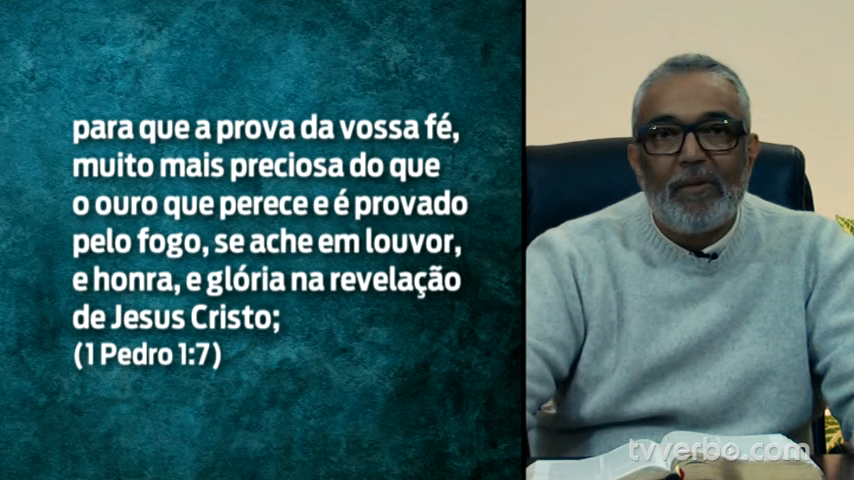 para que a prova da vossa fé,
muito mais preciosa do que
o ouro que perece e é provado
pelo fogo, se ache em louvor,
e honra, e glória na revelação
de Jesus Cristo;
(1 Pedro 1:7)
tvverbo.com